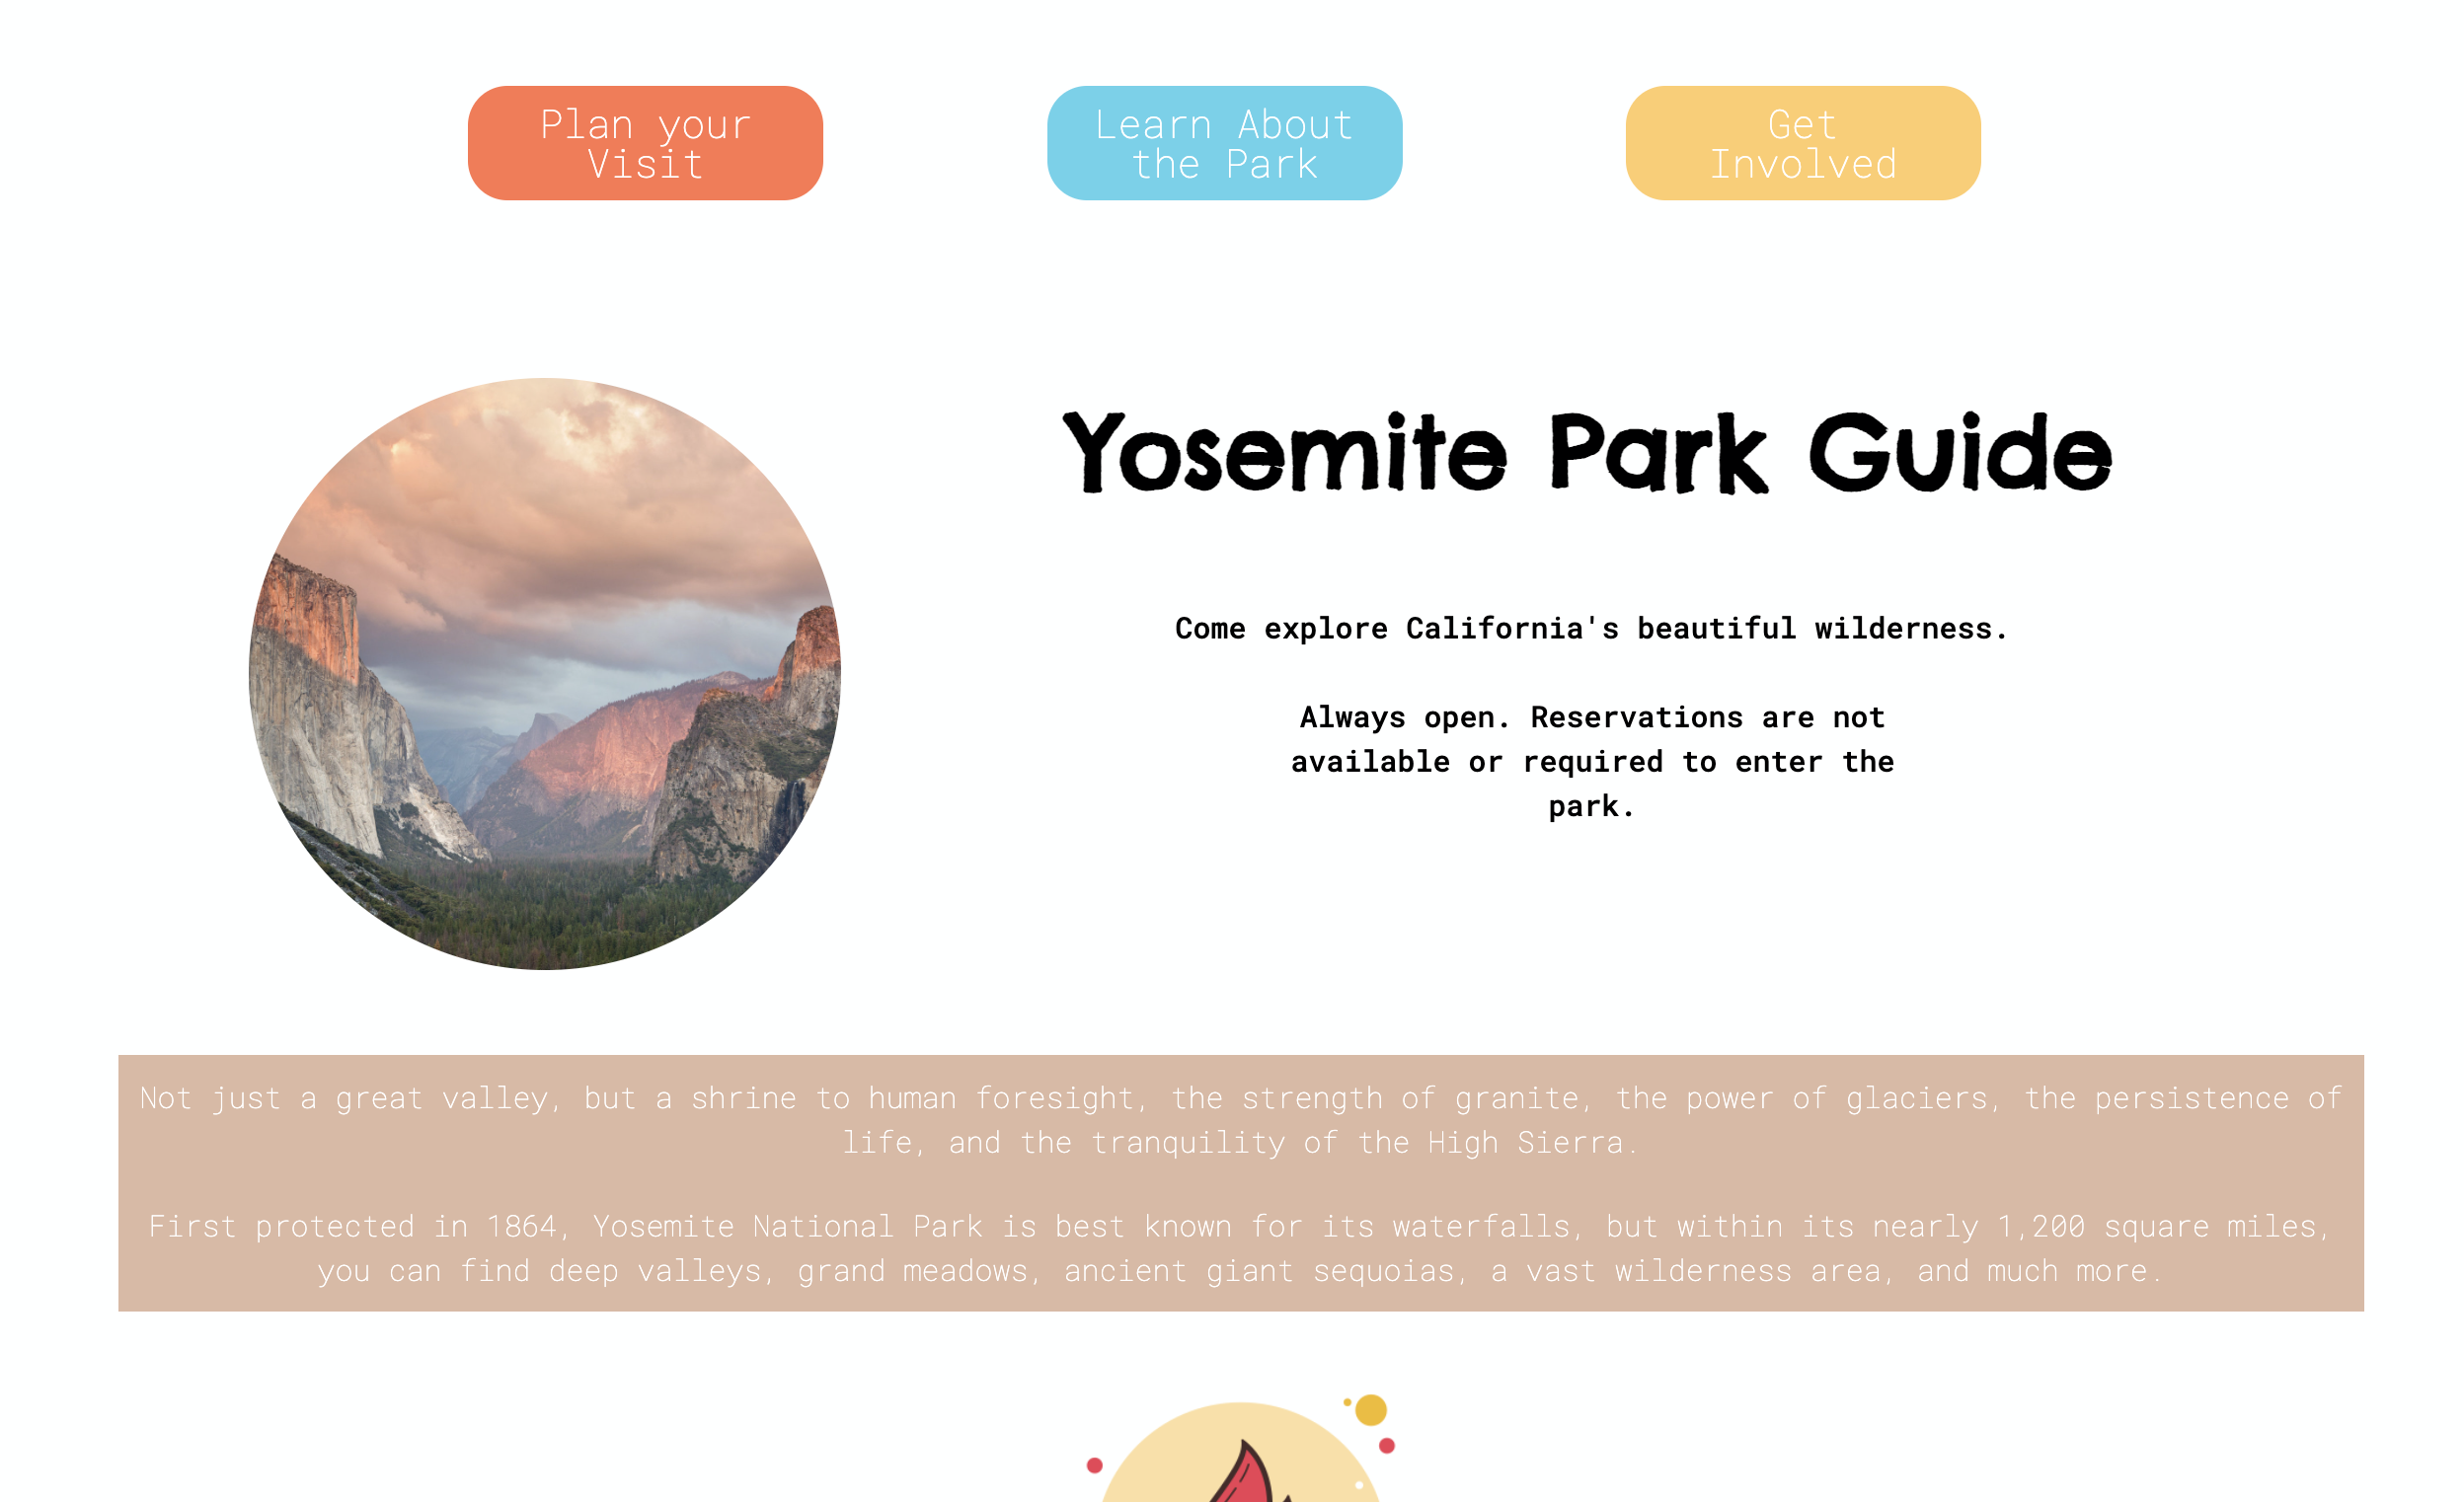 Plan your
Visit
Learn About
the Park
Get
Involved
Yosemite Park Guide
Come explore California's beautiful wilderness.
Always open. Reservations are not
available or required to enter the
park.
Not just a great valley, but a shrine to human foresight, the strength of granite, the power of glaciers, the persistence of
life, and the tranquility of the High Sierra.
First protected in 1864, Yosemite National Park is best known for its waterfalls, but within its nearly 1,200 square miles,
you can find deep valleys, grand meadows, ancient giant sequoias, a vast wilderness area, and much more.